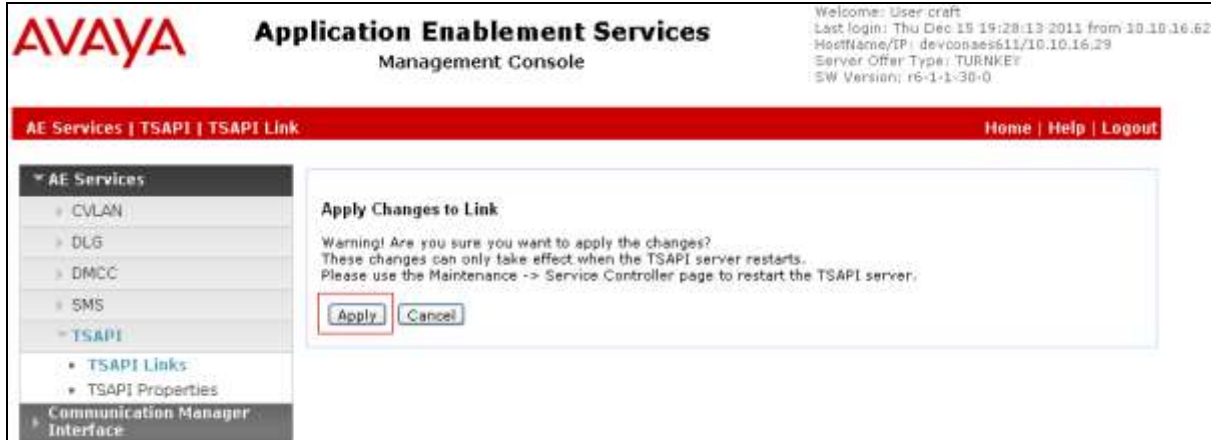 AVAYA
Application Enablement Services
Management Console
Welcome: User craft
Last login: Thu Dec 15 19:28:13 2011 from 10.10.16.62
HostName/IP: devconaes611/10.10.16.29
Server Offer Type: TURNKEY
SW Version: r6-1-1-30-0
AE Services | TSAPI | TSAPI Link
Home | Help | Logout
AE Services
CVLAN
DLG
DMCC
SMS
TSAPI
TSAPI Links
TSAPI Properties
Communication Manager
Interface
Apply Changes to Link
Warning! Are you sure you want to apply the changes?
These changes can only take effect when the TSAPI server restarts.
Please use the Maintenance -> Service Controller page to restart the TSAPI server.
Apply
Cancel